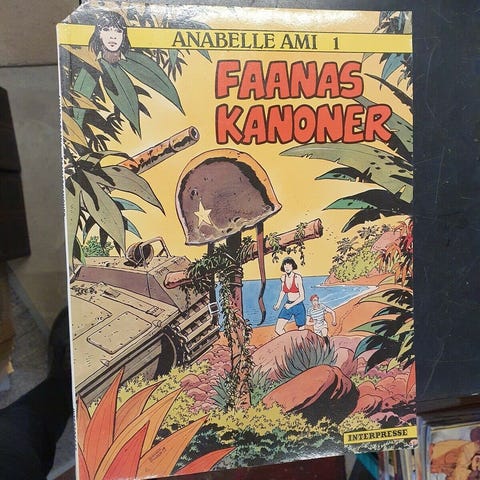 ANABELLE AMI 1
FAANAS
KANONER
INTERPRESSE